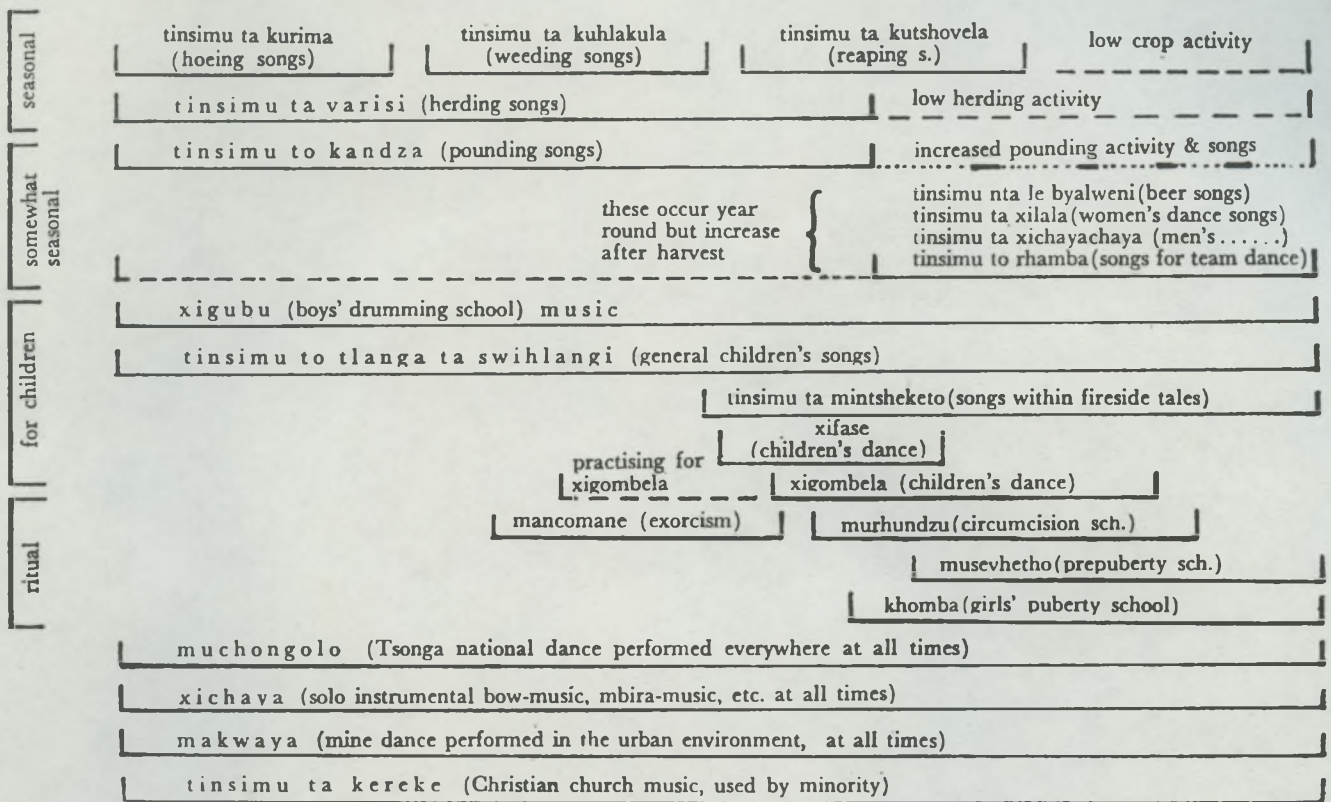 seasonal
tinsimu ta kurima
(hoeing songs)
tinsimu ta kuhlakula
(weeding songs)
tinsimu ta kutshovela
(reaping s.)
low crop activity
tinsimu ta varisi (herding songs)
low herding activity
somewhat
seasonal
tinsimu to kandza (pounding songs)
increased pounding activity & songs
these occur year
round but increase
after harvest
tinsimu nta le byalweni (beer songs)
tinsimu ta xilala (women's dance songs)
tinsimu ta xichayachaya (men's ......)
tinsimu to rhamba (songs for team dance)
for children
xigubu (boys' drumming school) music
tinsimu to tlanga ta swihlangi (general children's songs)
tinsimu ta mintsheketo (songs within fireside tales)
xifase
(children's dance)
practising for
xigombela
xigombela (children's dance)
ritual
mancomane (exorcism)
murhundzu (circumcision sch.)
musevhetho (prepuberty sch.)
khomba (girls' puberty school)
muchongolo (Tsonga national dance performed everywhere at all times)
xichaya (solo instrumental bow-music, mbira-music, etc. at all times)
makwaya (mine dance performed in the urban environment, at all times)
tinsimu ta kereke (Christian church music, used by minority)